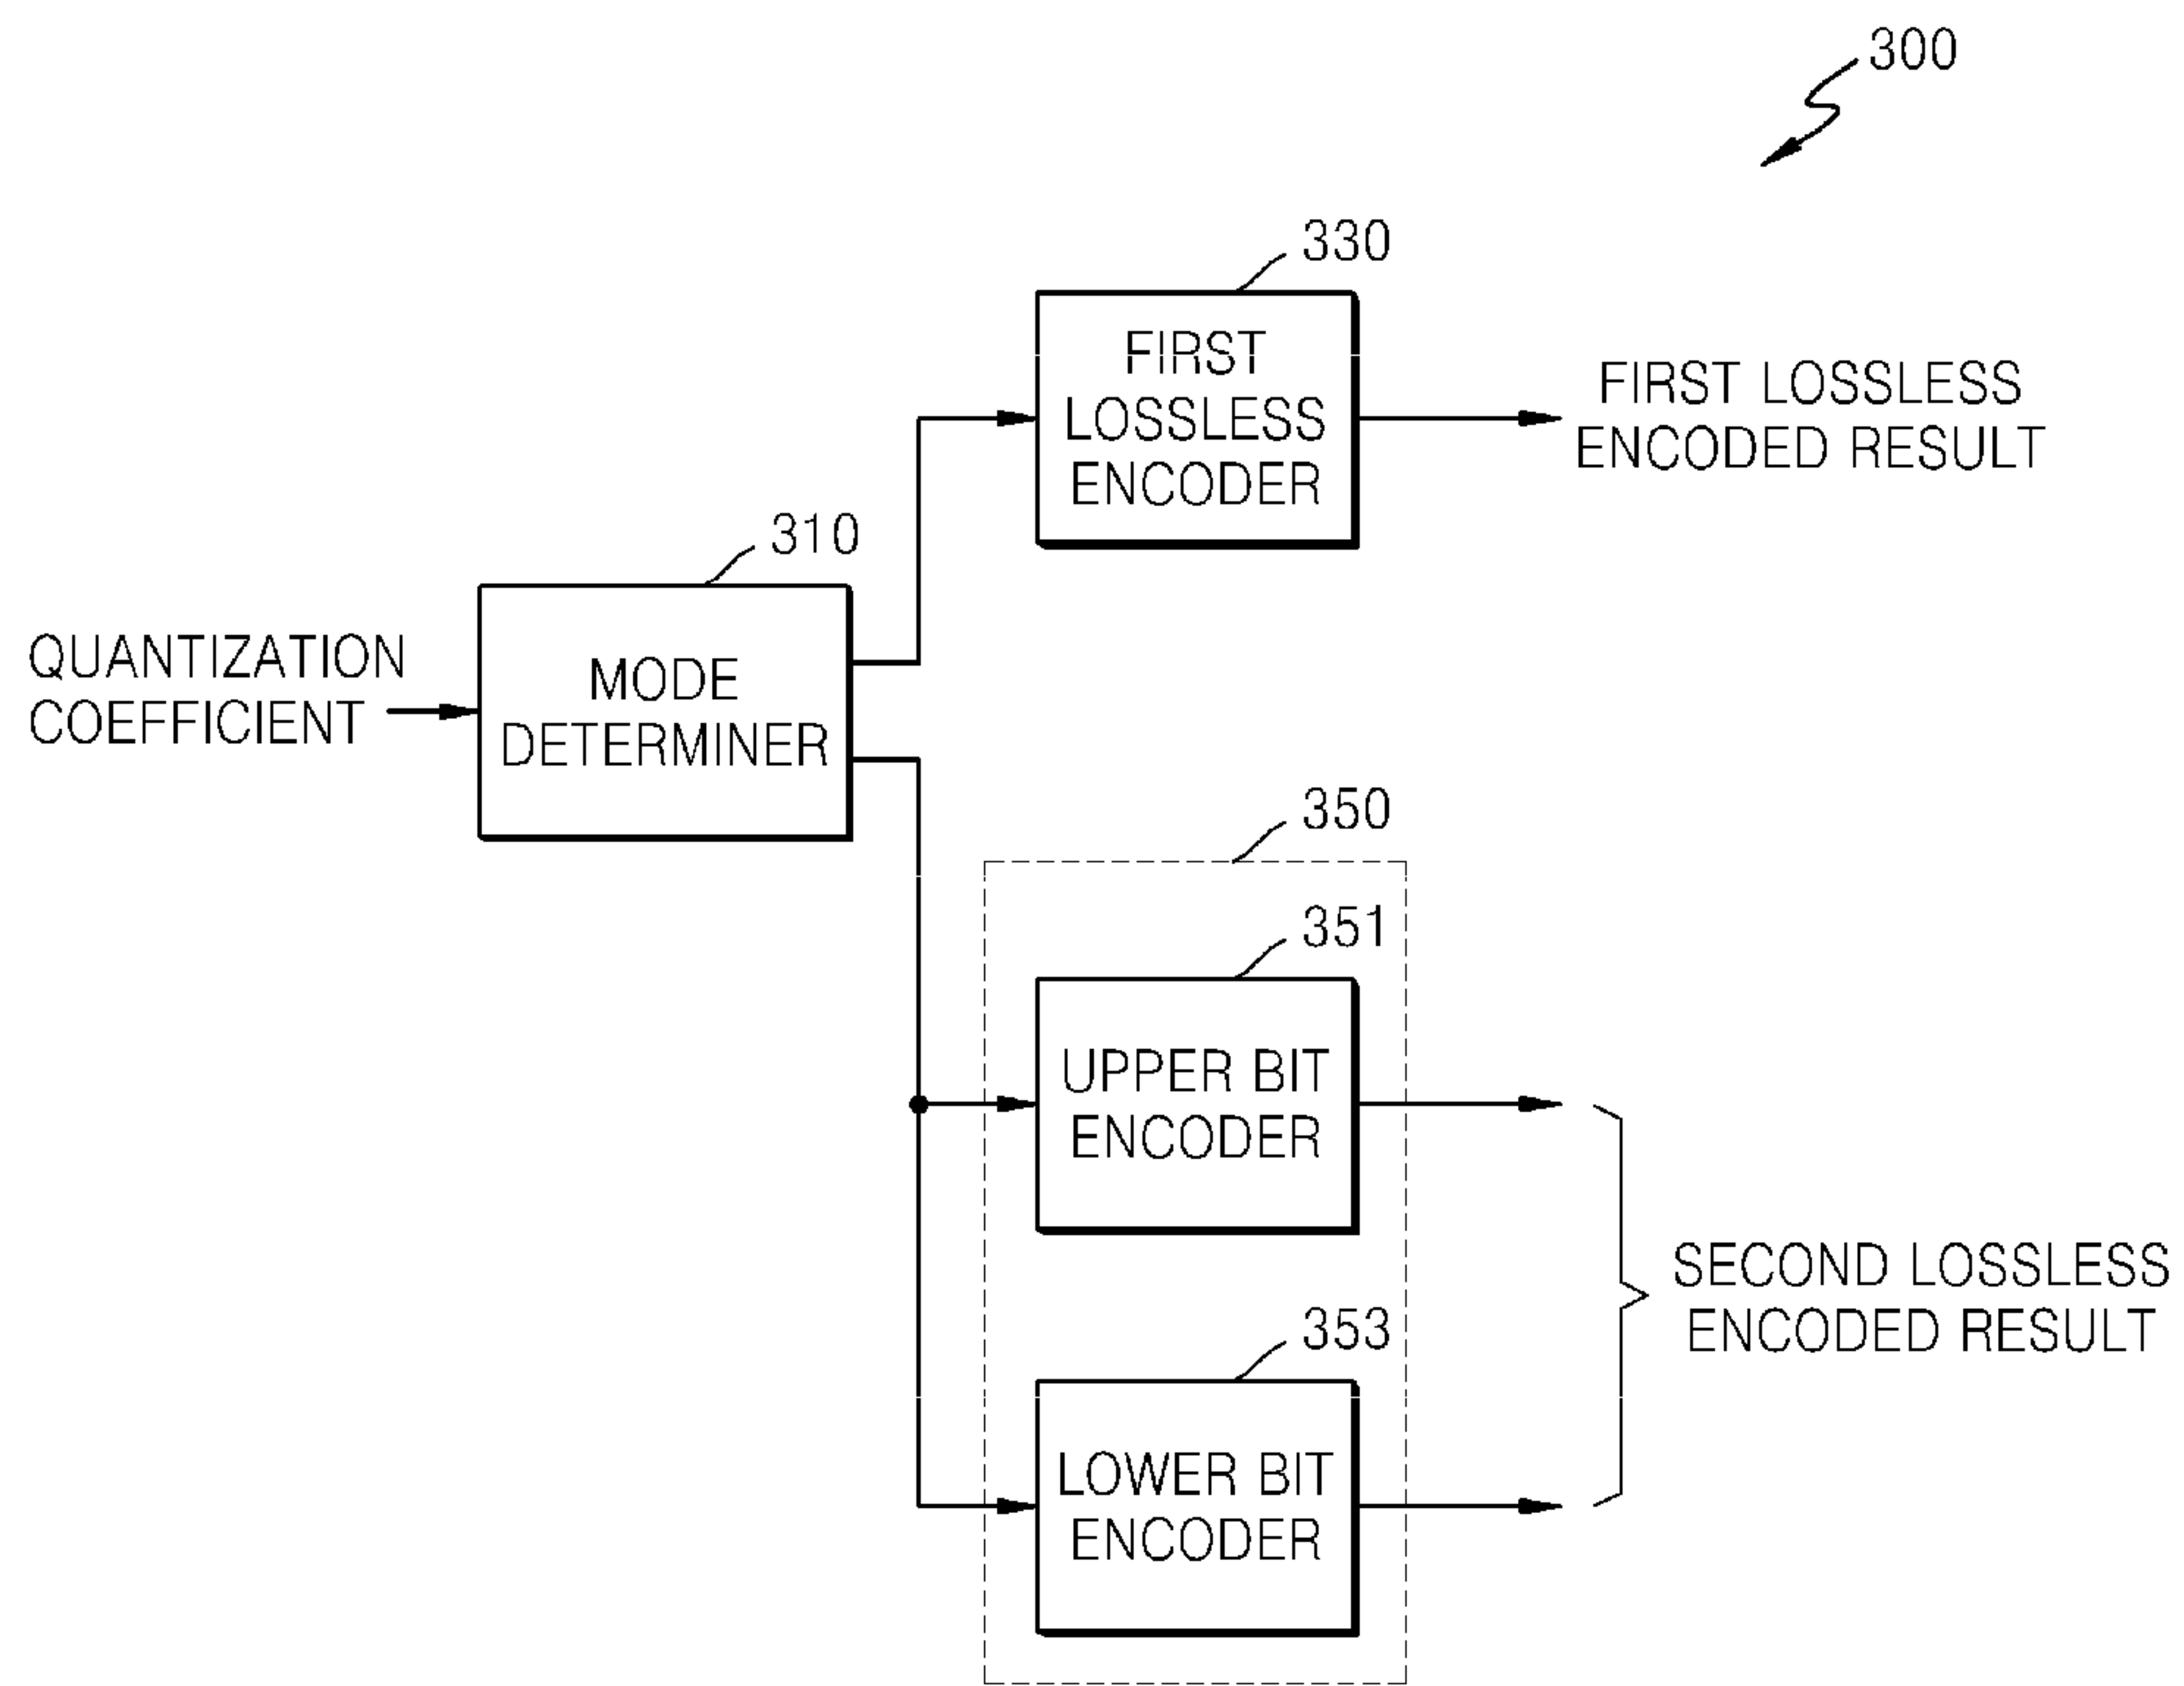 300
330
FIRST
LOSSLESS
ENCODER
FIRST LOSSLESS
ENCODED RESULT
310
QUANTIZATION
COEFFICIENT
MODE
DETERMINER
350
351
UPPER BIT
ENCODER
SECOND LOSSLESS
ENCODED RESULT
353
LOWER BIT
ENCODER